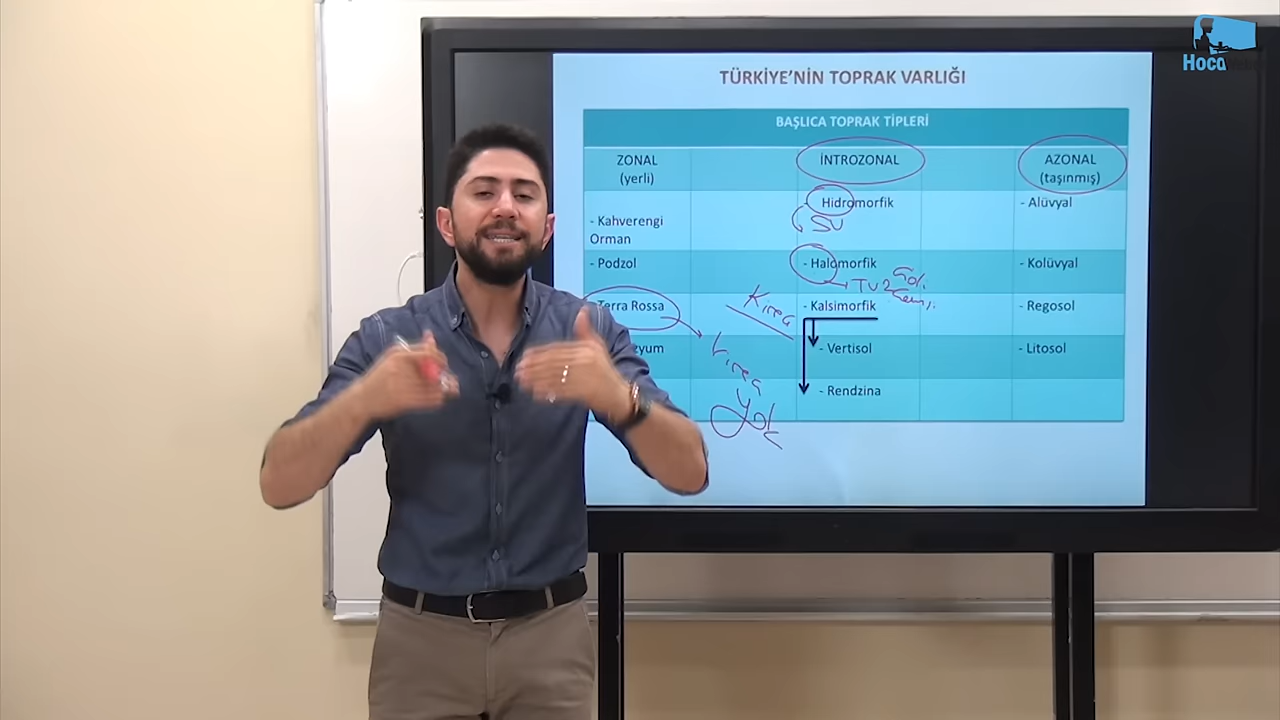 Hoca
TÜRKİYE'NİN TOPRAK VARLIĞI
BAŞLICA TOPRAK TİPLERİ
ZONAL
(yerli)
İNTROZONAL
AZONAL
(taşınmış)
- Kahverengi
Orman
Hidromorfik
SU
- Alüvyal
- Podzol
- Halomorfik
→ TUZ
- Kolüvyal
Terra Rossa
Kireç
- Kalsimorfik
- Regosol
zyum
Kireç
Yok
- Vertisol
- Litosol
- Rendzina